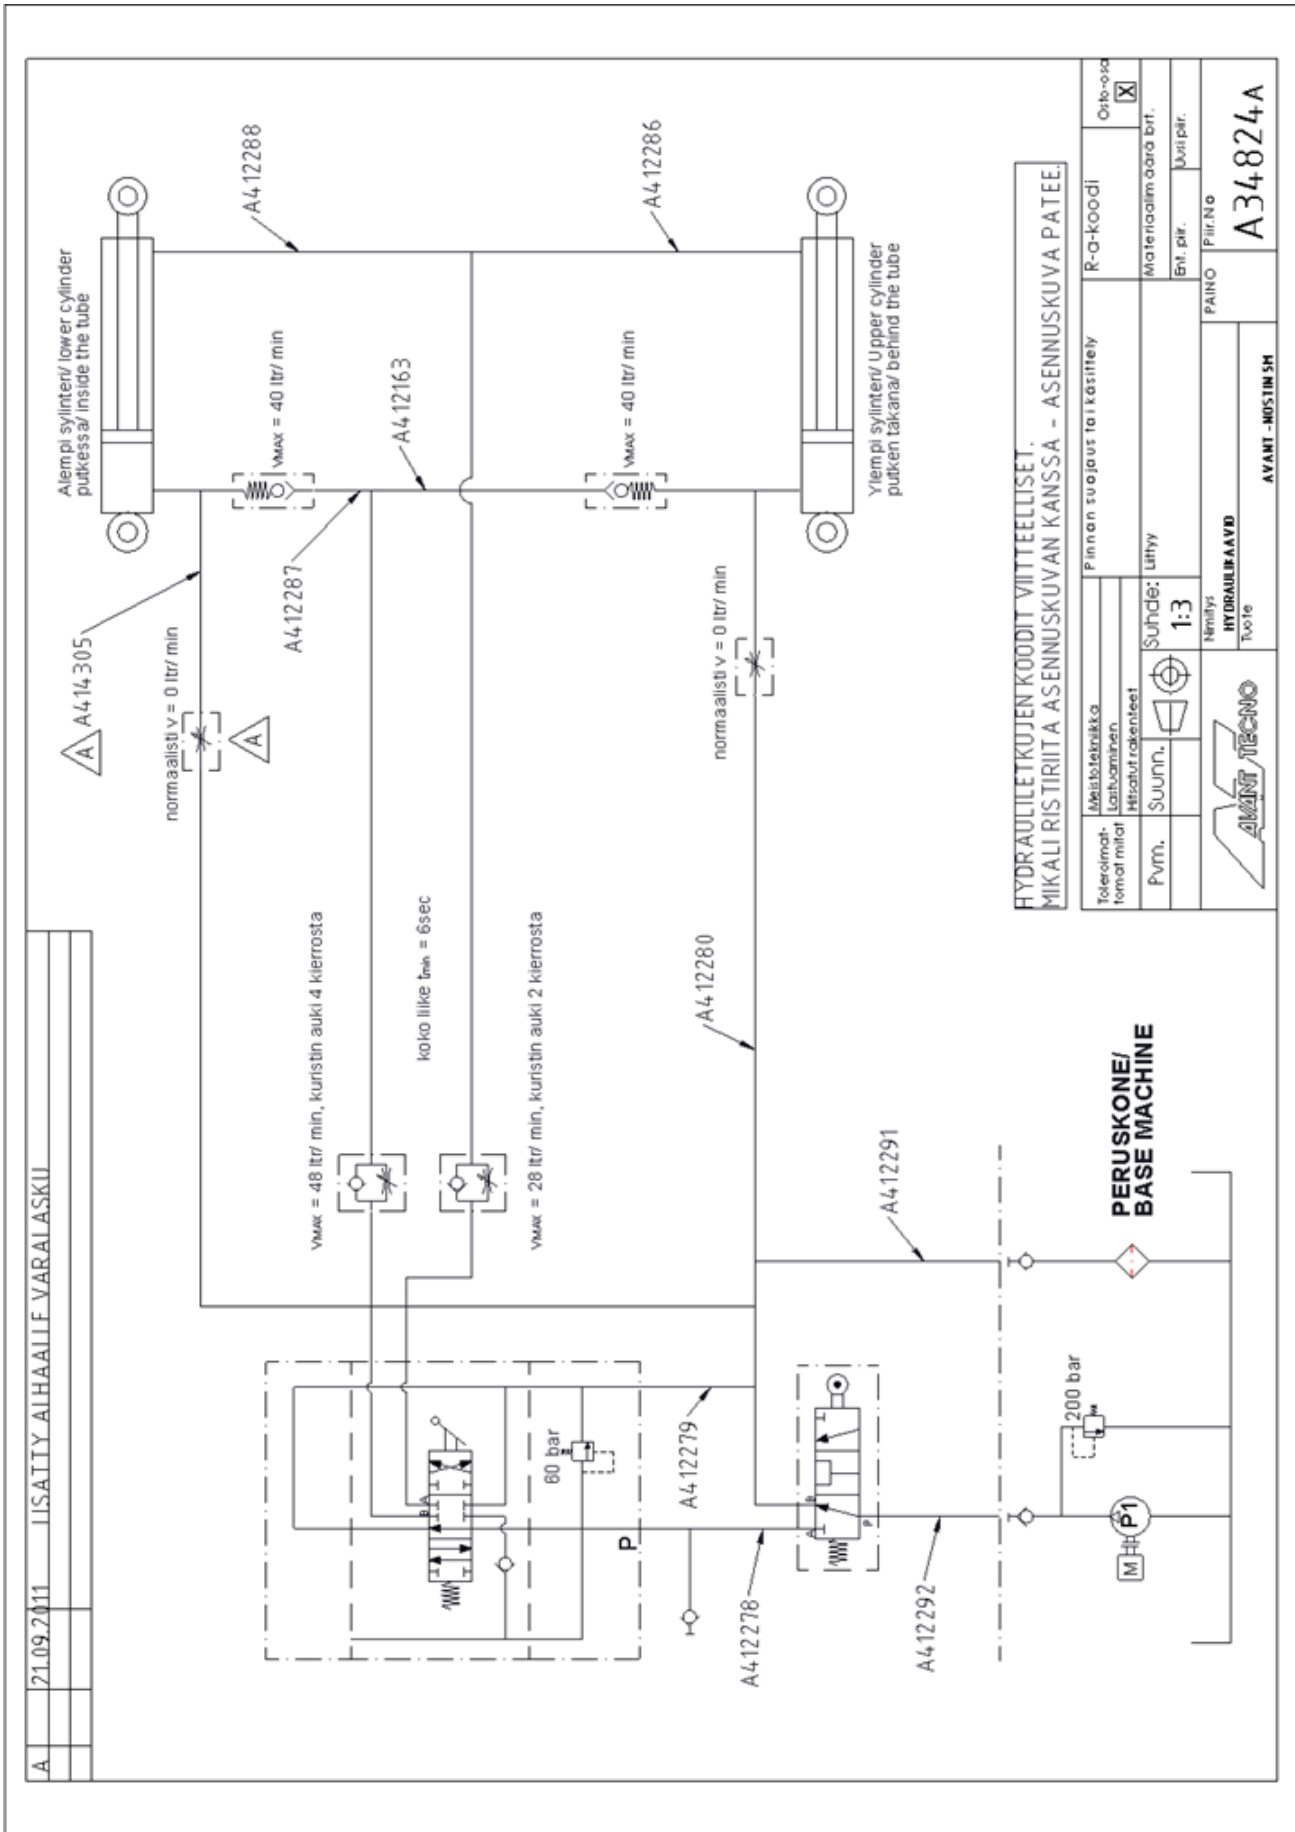 A 21.09.2011 LISATTY ALHAALLE VARALASKU
Alempi sylinteri/ lower cylinder
putkessa/ inside the tube
A412288
A414305
A
normaalisti v = 0 ltr/ min
A
VMAX = 40 ltr/ min
A412287
A412163
VMAX = 48 ltr/ min, kuristin auki 4 kierrosta
koko liike tmin = 6sec
VMAX = 28 ltr/ min, kuristin auki 2 kierrosta
VMAX = 40 ltr/ min
A412286
normaalisti v = 0 ltr/ min
Ylempi sylinteri/ Upper cylinder
putken takana/ behind the tube
B A
60 bar
P
A412279
A412280
A412278
A B
P
A412291
A412292
200 bar
M
P1
PERUSKONE/
BASE MACHINE
HYDRAULILETKUJEN KOODIT VIITTEELLISET.
MIKALI RISTIRIITA ASENNUSKUVAN KANSSA - ASENNUSKUVA PATEE.
Toleroimat-
tomat mitat
Meistotekniikka
Lastuaminen
Hitsatut rakenteet
Pinnan suojaus tai käsittely
R-a-koodi
Osto-osa
X
Pvm.
Suunn.
Suhde:
1:3
Liittyy
Materiaalimäärä brt.
Ent. piir.
Uusi piir.
AVANT TECNO
Nimitys
HYDRAULIKAAVIO
Tuote
AVANT -NOSTIN SM
PAINO
Piir.No
A34824A